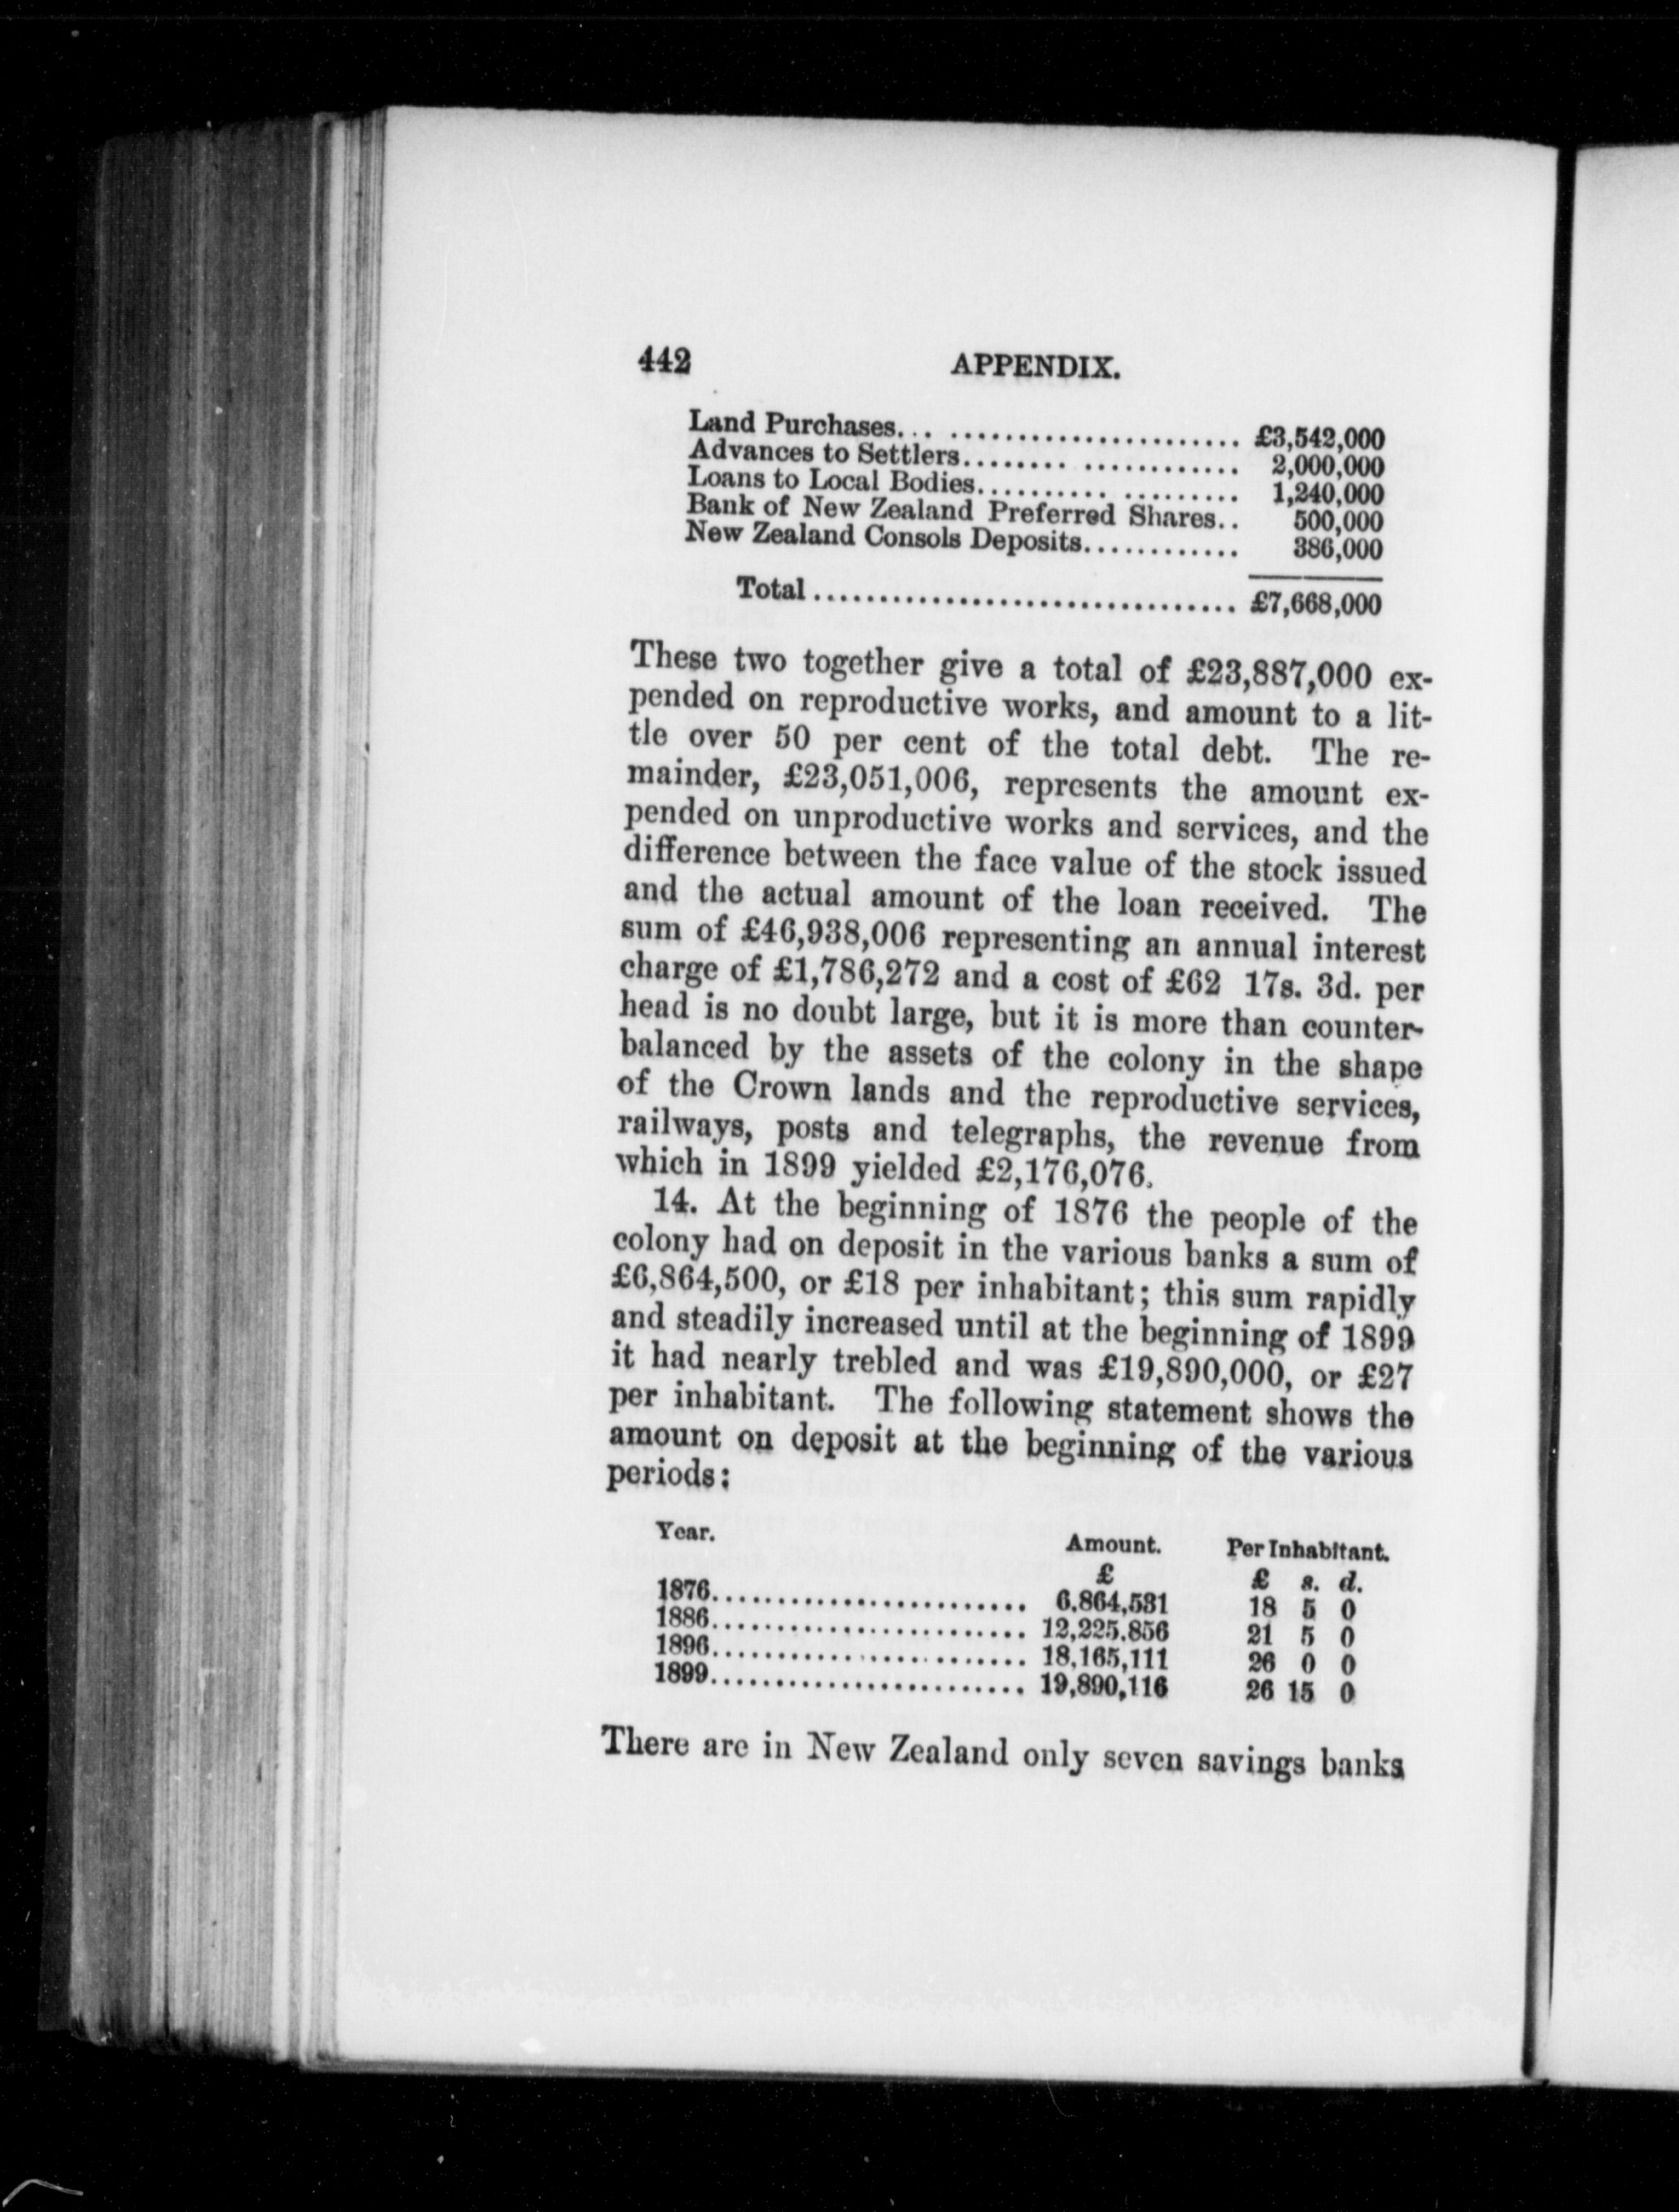 442 APPENDIX.
Land Purchases... ...................... £3,542,000
Advances to Settlers........ ............ 2,000,000
Loans to Local Bodies.......... ......... 1,240,000
Bank of New Zealand Preferred Shares.. 500,000
New Zealand Consols Deposits............ 386,000
Total ................................ £7,668,000
These two together give a total of £23,887,000 ex-
pended on reproductive works, and amount to a lit-
tle over 50 per cent of the total debt. The re-
mainder, £23,051,006, represents the amount ex-
pended on unproductive works and services, and the
difference between the face value of the stock issued
and the actual amount of the loan received. The
sum of £46,938,006 representing an annual interest
charge of £1,786,272 and a cost of £62 17s. 3d. per
head is no doubt large, but it is more than counter-
balanced by the assets of the colony in the shape
of the Crown lands and the reproductive services,
railways, posts and telegraphs, the revenue from
which in 1899 yielded £2,176,076.
14. At the beginning of 1876 the people of the
colony had on deposit in the various banks a sum of
£6,864,500, or £18 per inhabitant; this sum rapidly
and steadily increased until at the beginning of 1899
it had nearly trebled and was £19,890,000, or £27
per inhabitant. The following statement shows the
amount on deposit at the beginning of the various
periods:
Year. Amount. Per Inhabitant.
£ £ s. d.
1876........................ 6,864,531 18 5 0
1886........................ 12,225,856 21 5 0
1896........................ 18,165,111 26 0 0
1899........................ 19,890,116 26 15 0
There are in New Zealand only seven savings banks